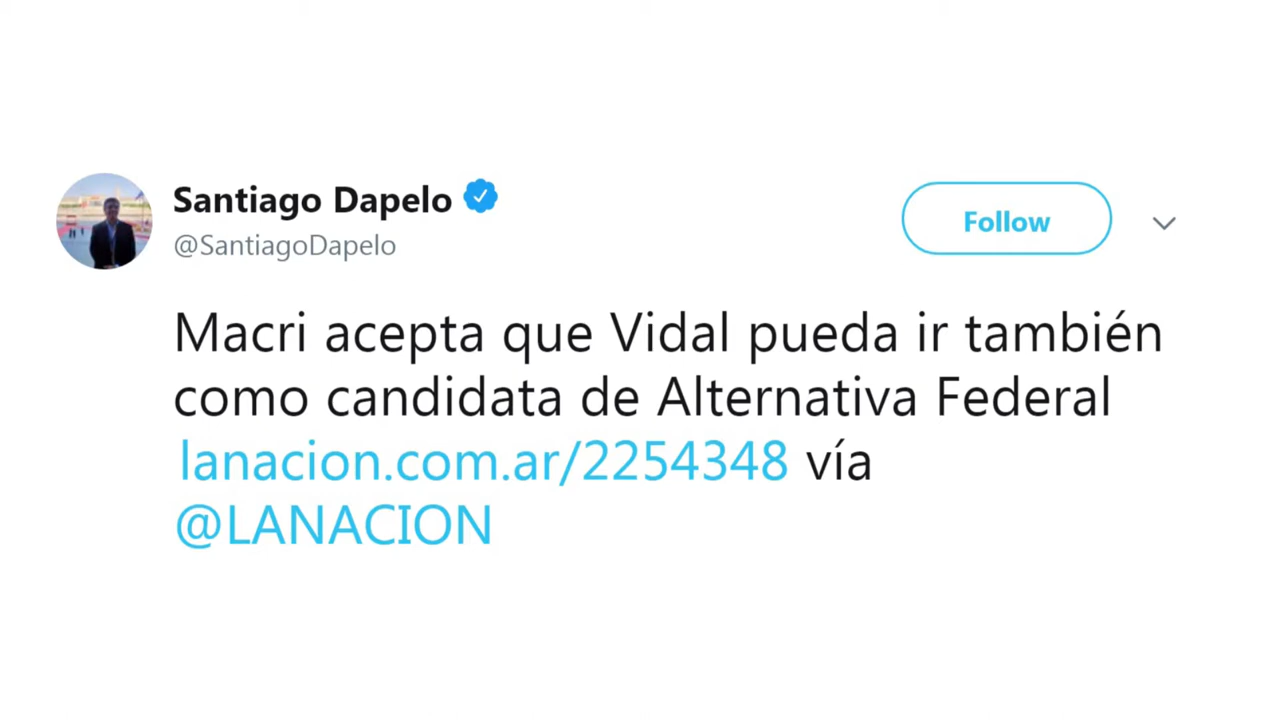 Santiago Dapelo
@SantiagoDapelo
Follow
Macri acepta que Vidal pueda ir también
como candidata de Alternativa Federal
lanacion.com.ar/2254348 vía
@LANACION